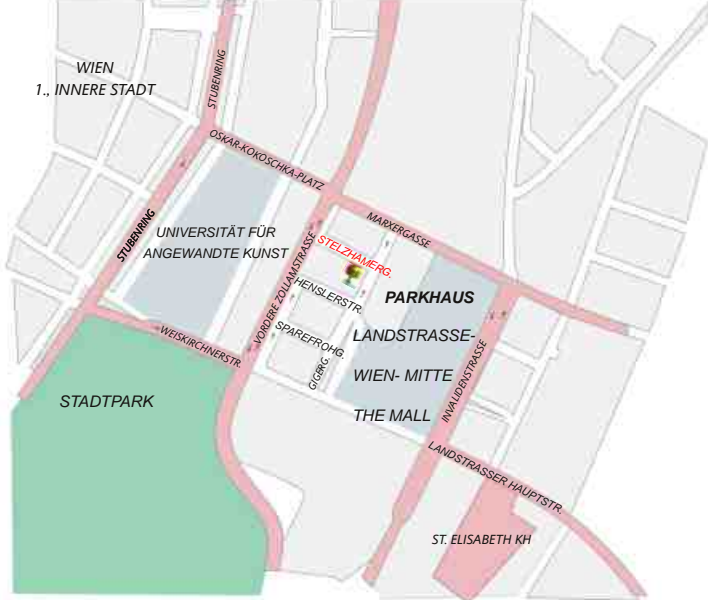 WIEN
1., INNERE STADT
STUBENRING
OSKAR-KOKOSCHKA-PLATZ
STUBENRING
UNIVERSITÄT FÜR
ANGEWANDTE KUNST
VORDERE ZOLLAMSTRASSE
MARXERGASSE
STELZHAMERG.
HENSLERSTR.
PARKHAUS
SPAREFROHG.
GIGERG.
LANDSTRASSE-
WIEN- MITTE
THE MALL
INVALIDENSTRASSE
WEISKIRCHNERSTR.
STADTPARK
LANDSTRASSER HAUPTSTR.
ST. ELISABETH KH